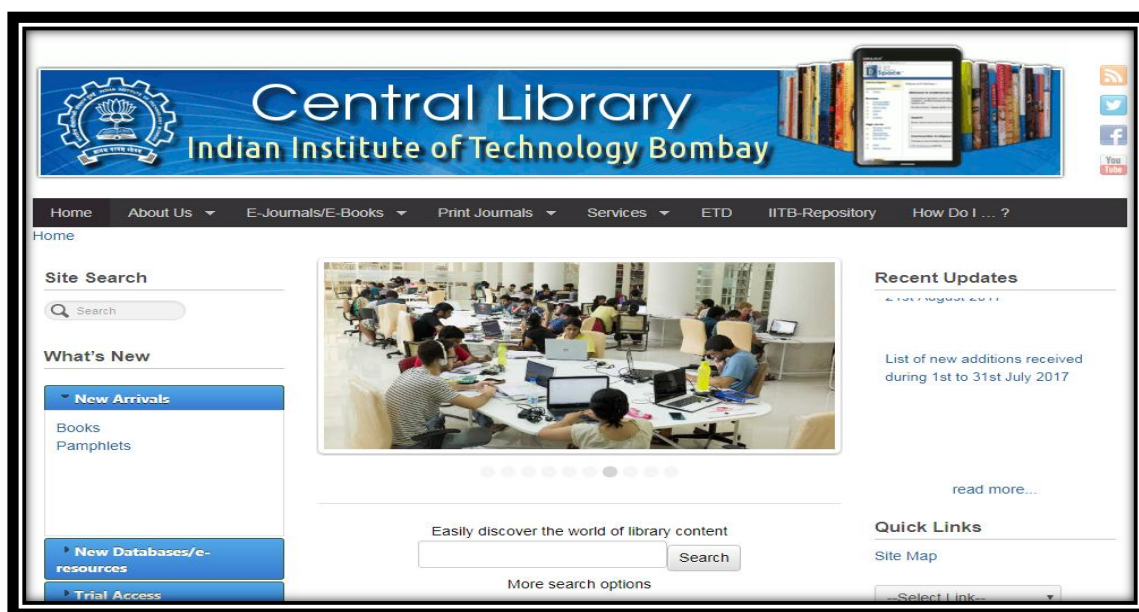 Central Library
Indian Institute of Technology Bombay
You
Tube
Home About Us E-Journals/E-Books Print Journals Services ETD IITB-Repository How Do I ... ?
Home
Site Search
Search
What's New
New Arrivals
Books
Pamphlets
New Databases/e-
resources
Trial Access
Easily discover the world of library content
Search
More search options
Recent Updates
21st August 2017
List of new additions received
during 1st to 31st July 2017
read more...
Quick Links
Site Map
--Select Link--